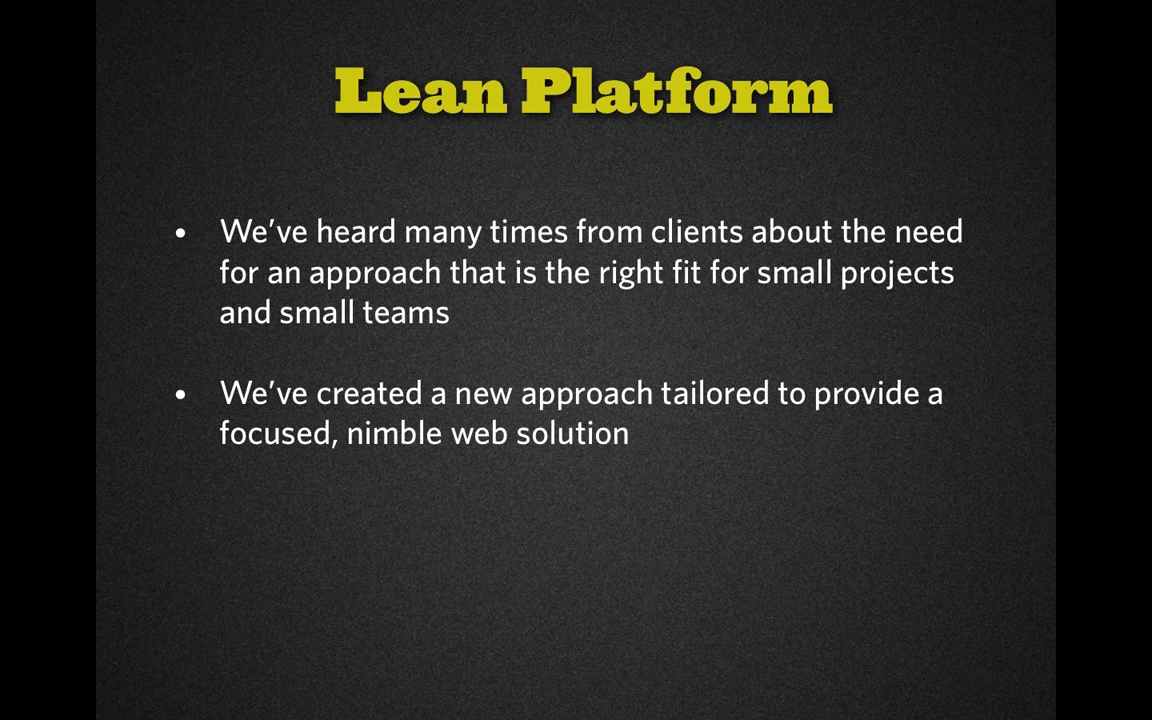 Lean Platform
• We’ve heard many times from clients about the need
for an approach that is the right fit for small projects
and small teams
• We’ve created a new approach tailored to provide a
focused, nimble web solution